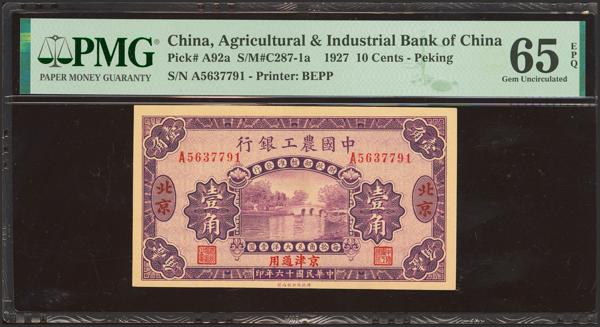 PMG
PAPER MONEY GUARANTY
China, Agricultural & Industrial Bank of China
Pick# A92a S/M#C287-1a 1927 10 Cents - Peking
S/N A5637791 - Printer: BEPP
65 EPQ
Gem Uncirculated
行銀工農國中
A5637791 A5637791
北京 壹角 壹角 北京
用通津京
印年六十國民華中